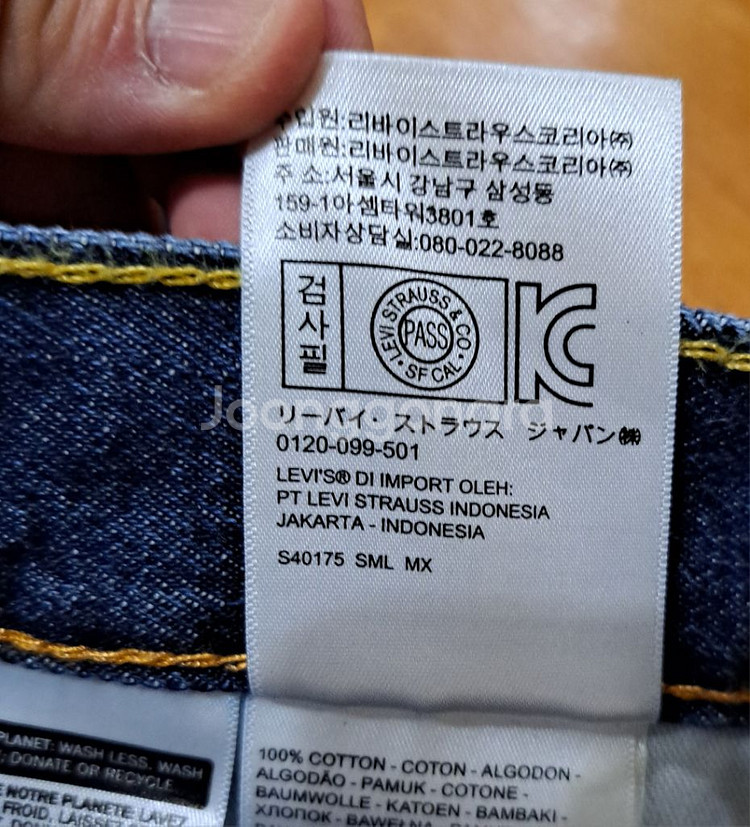 수입원:리바이스트라우스코리아㈜
판매원:리바이스트라우스코리아㈜
주 소:서울시 강남구 삼성동
159-1아셈타워3801호
소비자상담실:080-022-8088
검사필
LEVI STRAUSS & CO
PASS
SF CAL
リーバイ ストラウス ジャパン㈱
0120-099-501
LEVI'S® DI IMPORT OLEH:
PT LEVI STRAUSS INDONESIA
JAKARTA - INDONESIA
S40175 SML MX
PLANET: WASH LESS, WASH
DONATE OR RECYCLE
NOTRE PLANETE: LAVEZ
FROID, LAISSEZ
100% COTTON - COTON - ALGODON -
ALGODÃO - PAMUK - COTONE -
BAUMWOLLE - KATOEN - BAMBAKI -
ХЛОПОК - BAWEŁNA -